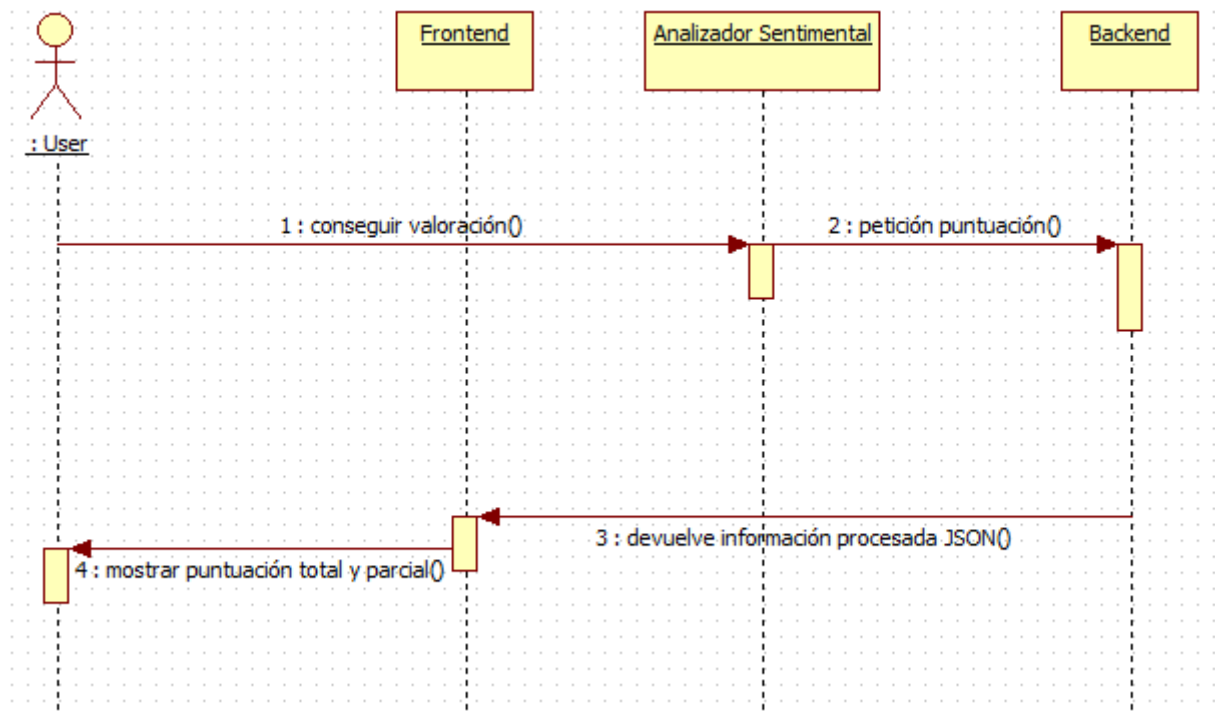 Frontend
Analizador Sentimental
Backend
: User
1 : conseguir valoración()
2 : petición puntuación()
3 : devuelve información procesada JSON()
4 : mostrar puntuación total y parcial()